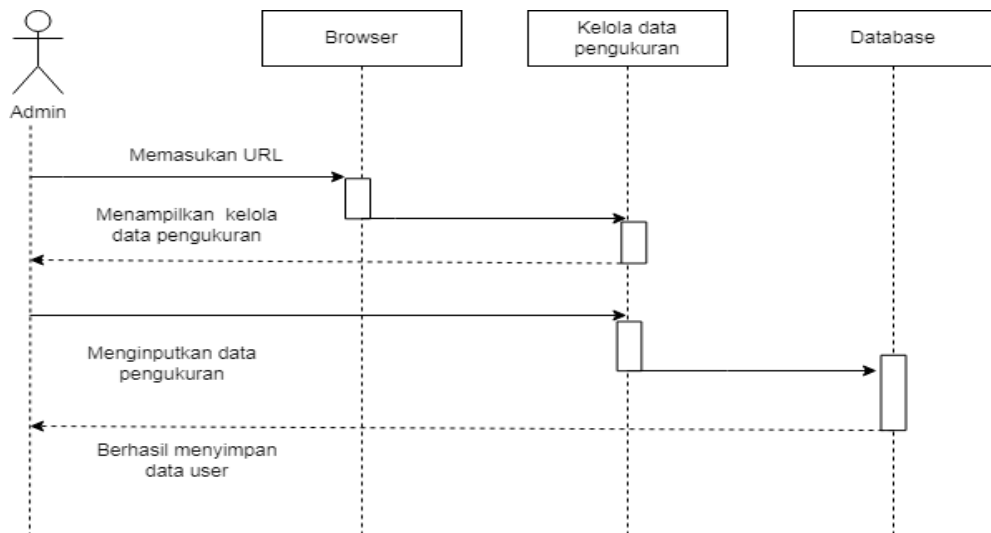 Browser
Kelola data
pengukuran
Database
Admin
Memasukan URL
Menampilkan kelola
data pengukuran
Menginputkan data
pengukuran
Berhasil menyimpan
data user